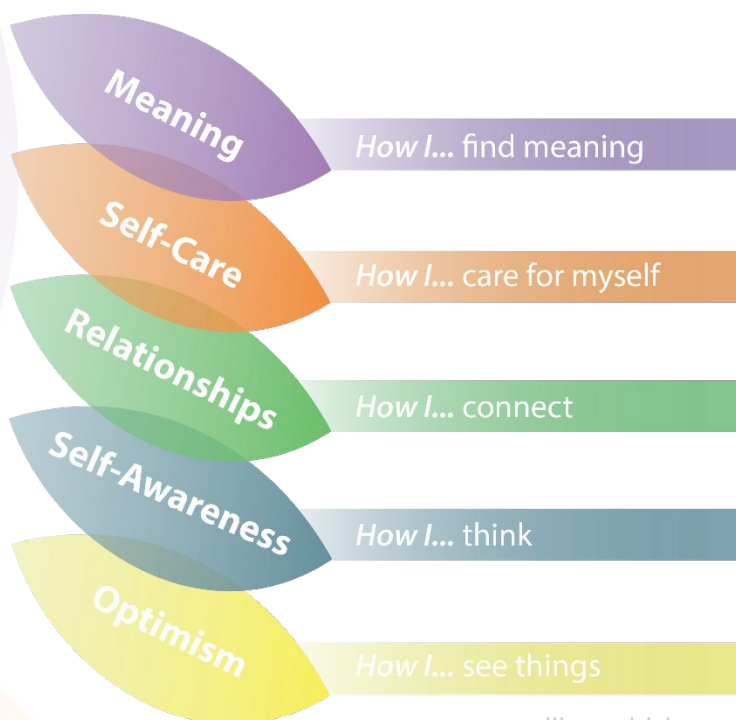 Meaning
How I... find meaning
Self-Care
How I... care for myself
Relationships
How I... connect
Self-Awareness
How I... think
Optimism
How I... see things